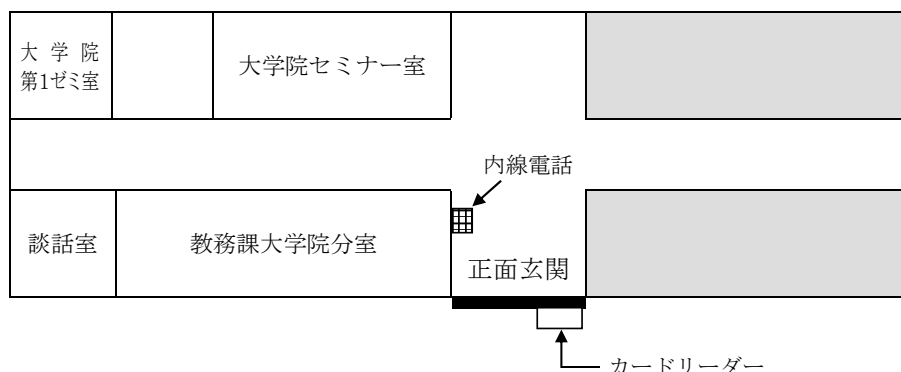 大学院
第1ゼミ室
大学院セミナー室
内線電話
談話室
教務課大学院分室
正面玄関
カードリーダー